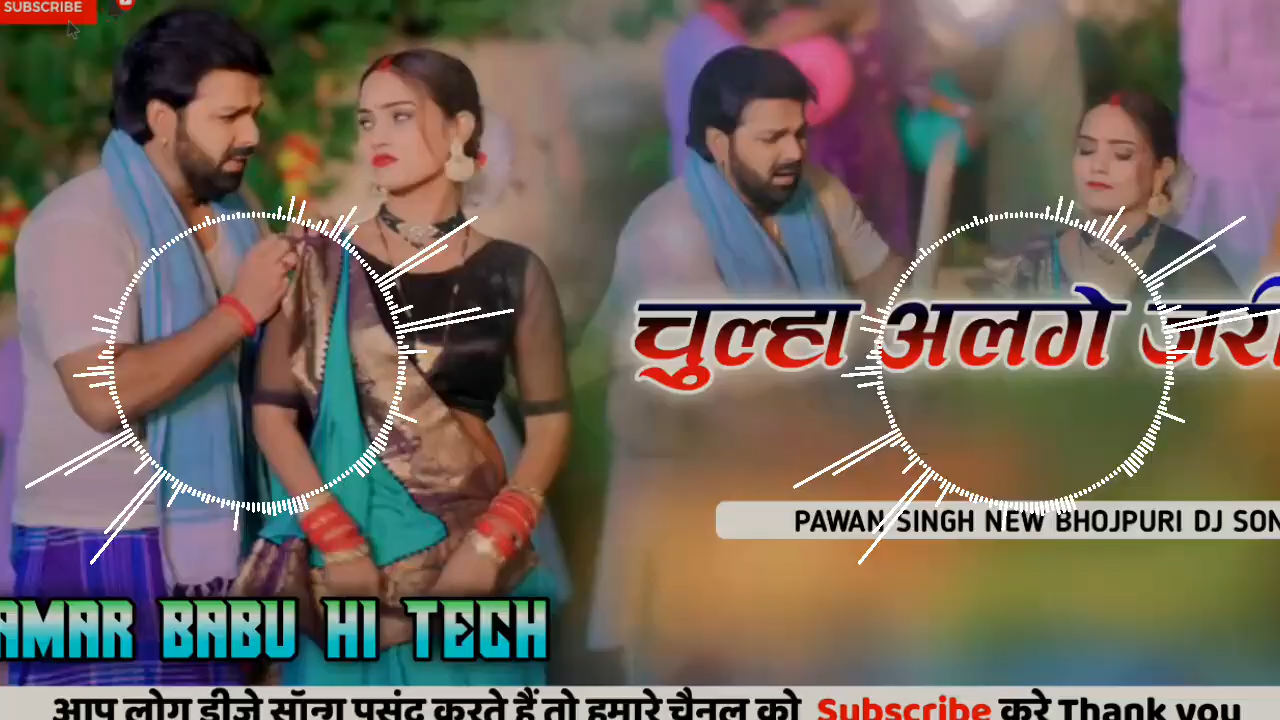 SUBSCRIBE
चुल्हा अलगे जरी
PAWAN SINGH NEW BHOJPURI DJ SON
AMAR BABU HI TECH
आप लोग डीजे सॉन्ग पसंद करते हैं तो हमारे चैनल को Subscribe करे Thank you